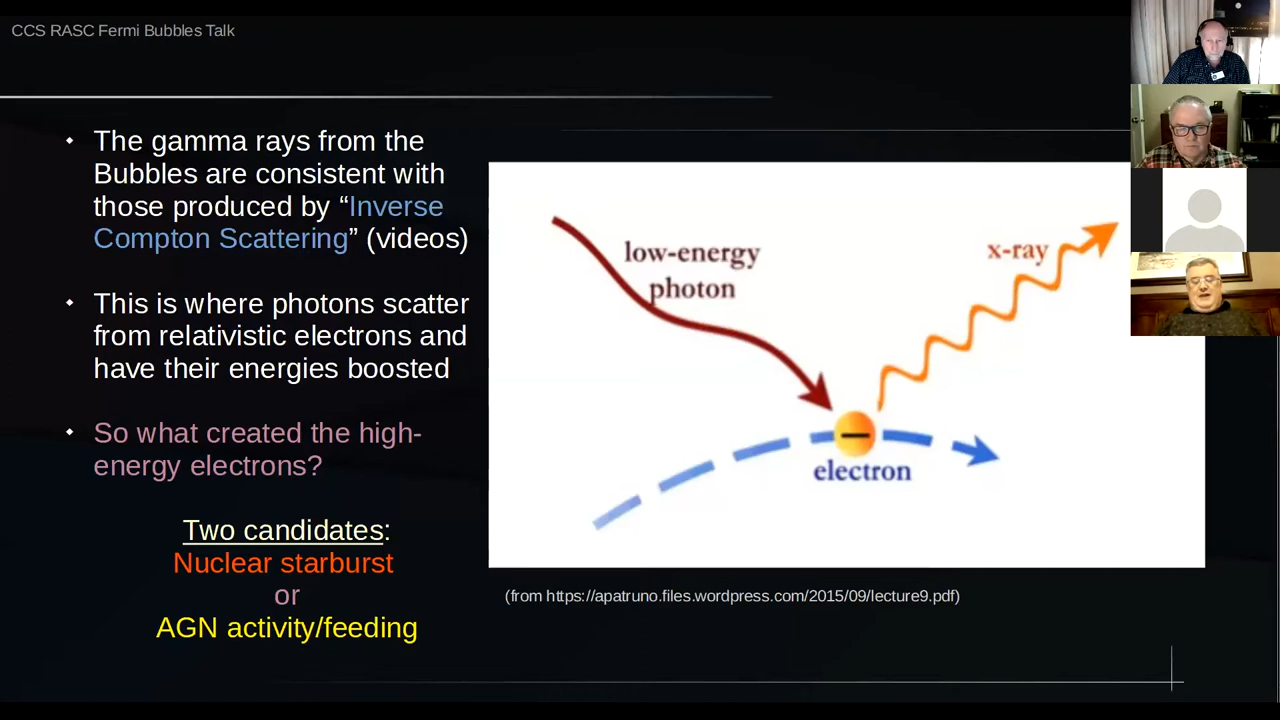 CCS RASC Fermi Bubbles Talk
The gamma rays from the
Bubbles are consistent with
those produced by “Inverse
Compton Scattering” (videos)
This is where photons scatter
from relativistic electrons and
have their energies boosted
So what created the high-
energy electrons?
Two candidates:
Nuclear starburst
or
AGN activity/feeding
low-energy
photon
x-ray
electron
(from https://apatruno.files.wordpress.com/2015/09/lecture9.pdf)